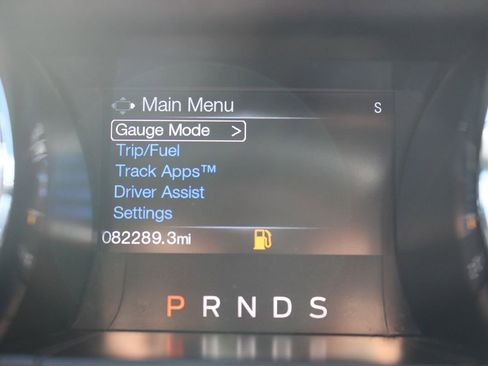 Main Menu S
Gauge Mode >
Trip/Fuel
Track Apps™
Driver Assist
Settings
082289.3mi
P R N D S